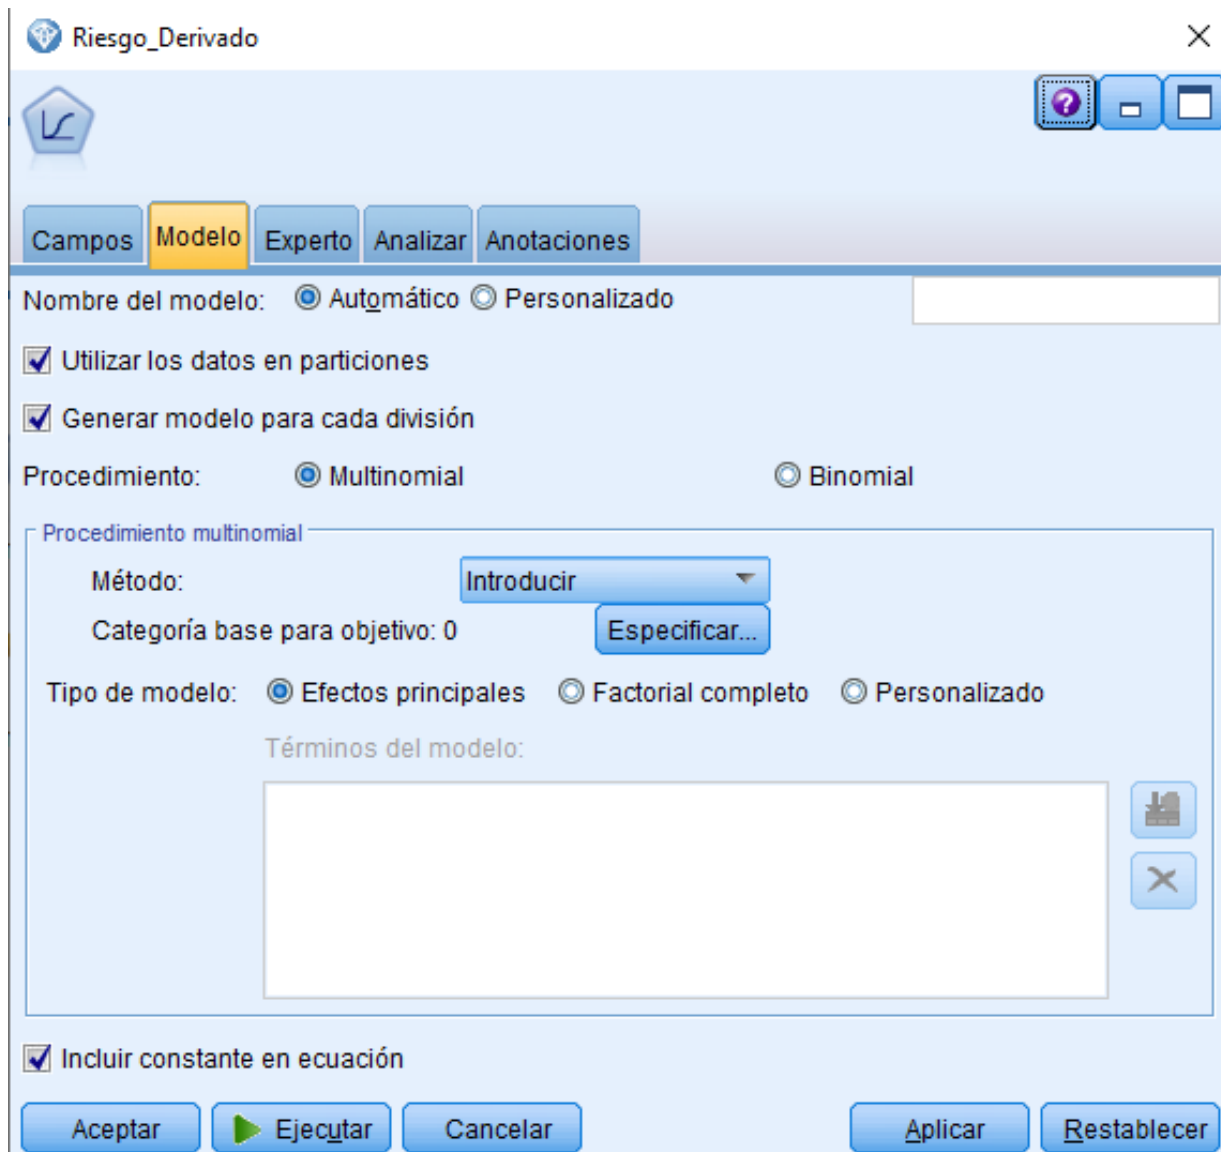 Riesgo_Derivado
?
Campos Modelo Experto Analizar Anotaciones
Nombre del modelo: Automático Personalizado
Utilizar los datos en particiones
Generar modelo para cada división
Procedimiento: Multinomial Binomial
Procedimiento multinomial
Método: Introducir
Categoría base para objetivo: 0 Especificar...
Tipo de modelo: Efectos principales Factorial completo Personalizado
Términos del modelo:
Incluir constante en ecuación
Aceptar Ejecutar Cancelar Aplicar Restablecer